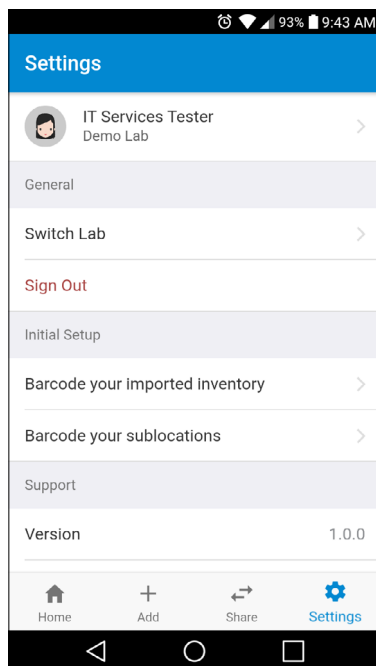 93% 9:43 AM
Settings
IT Services Tester
Demo Lab
General
Switch Lab
Sign Out
Initial Setup
Barcode your imported inventory
Barcode your sublocations
Support
Version 1.0.0
Home Add Share Settings